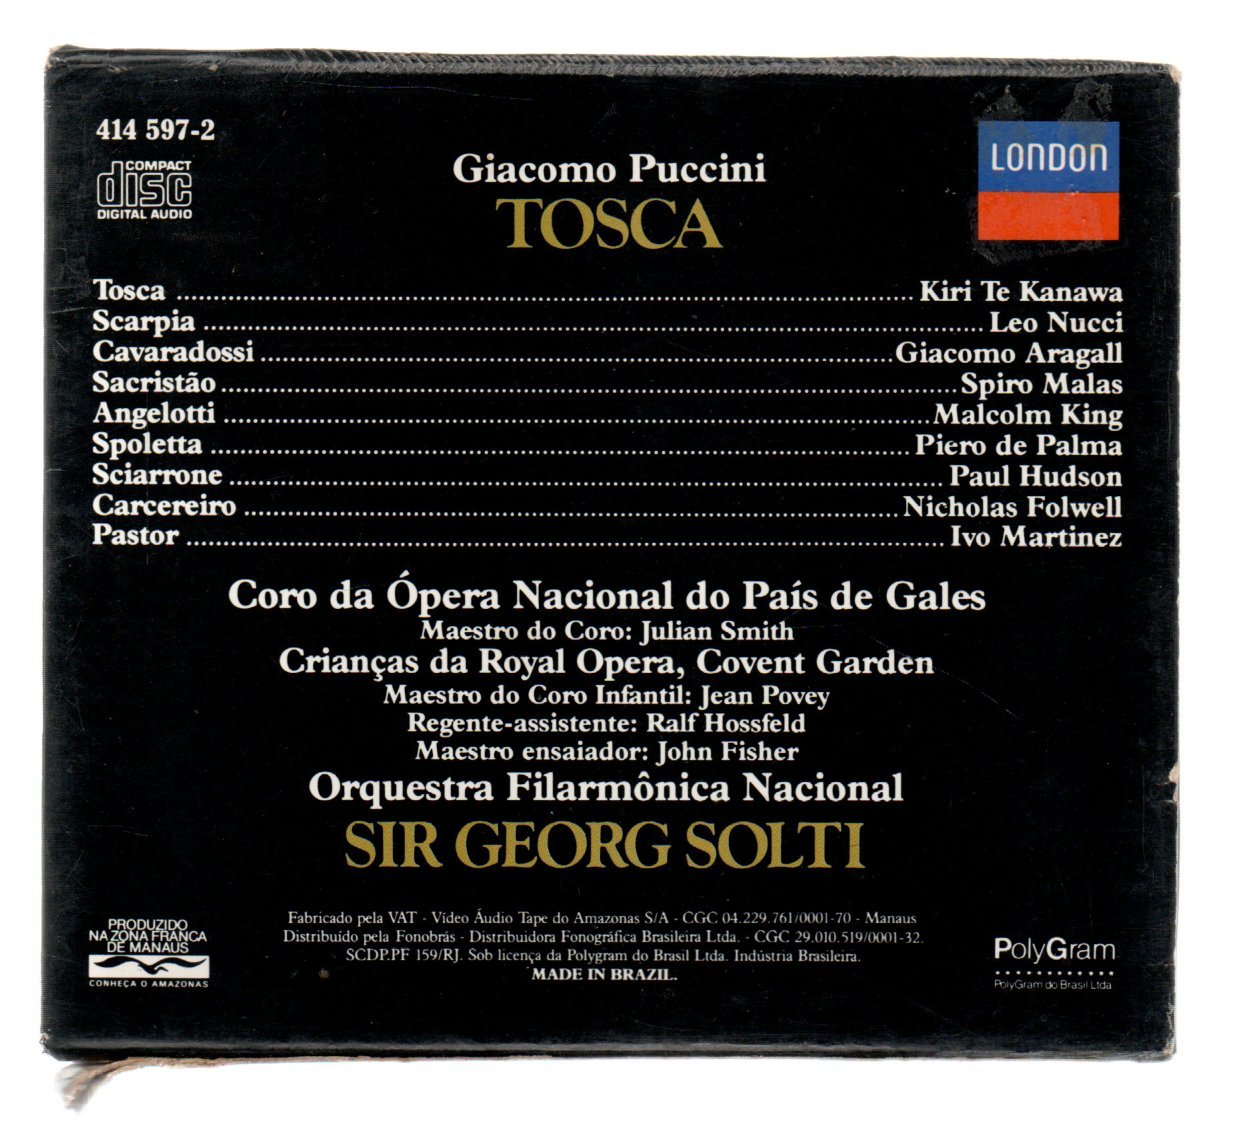 414 597-2
COMPACT
disc
DIGITAL AUDIO
LONDON
Giacomo Puccini
TOSCA
Tosca ........ Kiri Te Kanawa
Scarpia ........ Leo Nucci
Cavaradossi ........ Giacomo Aragall
Sacristão ........ Spiro Malas
Angelotti ........ Malcolm King
Spoletta ........ Piero de Palma
Sciarrone ........ Paul Hudson
Carcereiro ........ Nicholas Folwell
Pastor ........ Ivo Martinez
Coro da Ópera Nacional do País de Gales
Maestro do Coro: Julian Smith
Crianças da Royal Opera, Covent Garden
Maestro do Coro Infantil: Jean Povey
Regente-assistente: Ralf Hossfeld
Maestro ensaiador: John Fisher
Orquestra Filarmônica Nacional
SIR GEORG SOLTI
PRODUZIDO
NA ZONA FRANCA
DE MANAUS
CONHEÇA O AMAZONAS
Fabricado pela VAT - Vídeo Áudio Tape do Amazonas S/A - CGC 04.229.761/0001-70 - Manaus
Distribuído pela Fonobrás - Distribuidora Fonográfica Brasileira Ltda. - CGC 29.010.519/0001-32.
SCDP.PF 159/RJ. Sob licença da Polygram do Brasil Ltda. Indústria Brasileira.
MADE IN BRAZIL.
PolyGram
PolyGram do Brasil Ltda